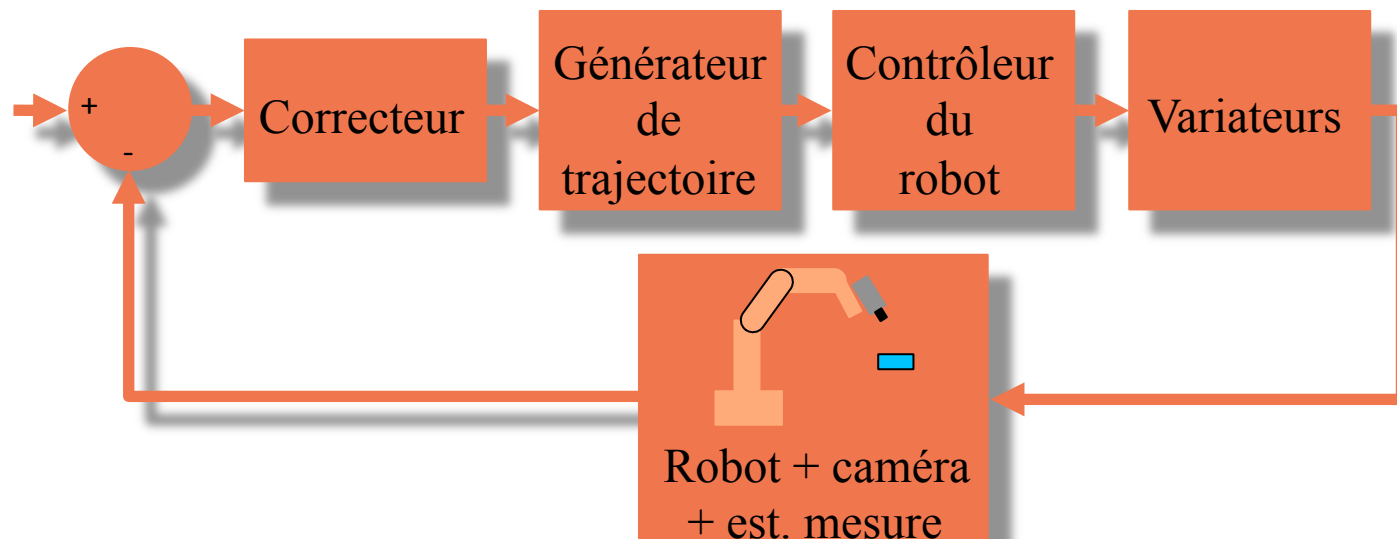 +
-
Correcteur
Générateur
de
trajectoire
Contrôleur
du
robot
Variateurs
Robot + caméra
+ est. mesure